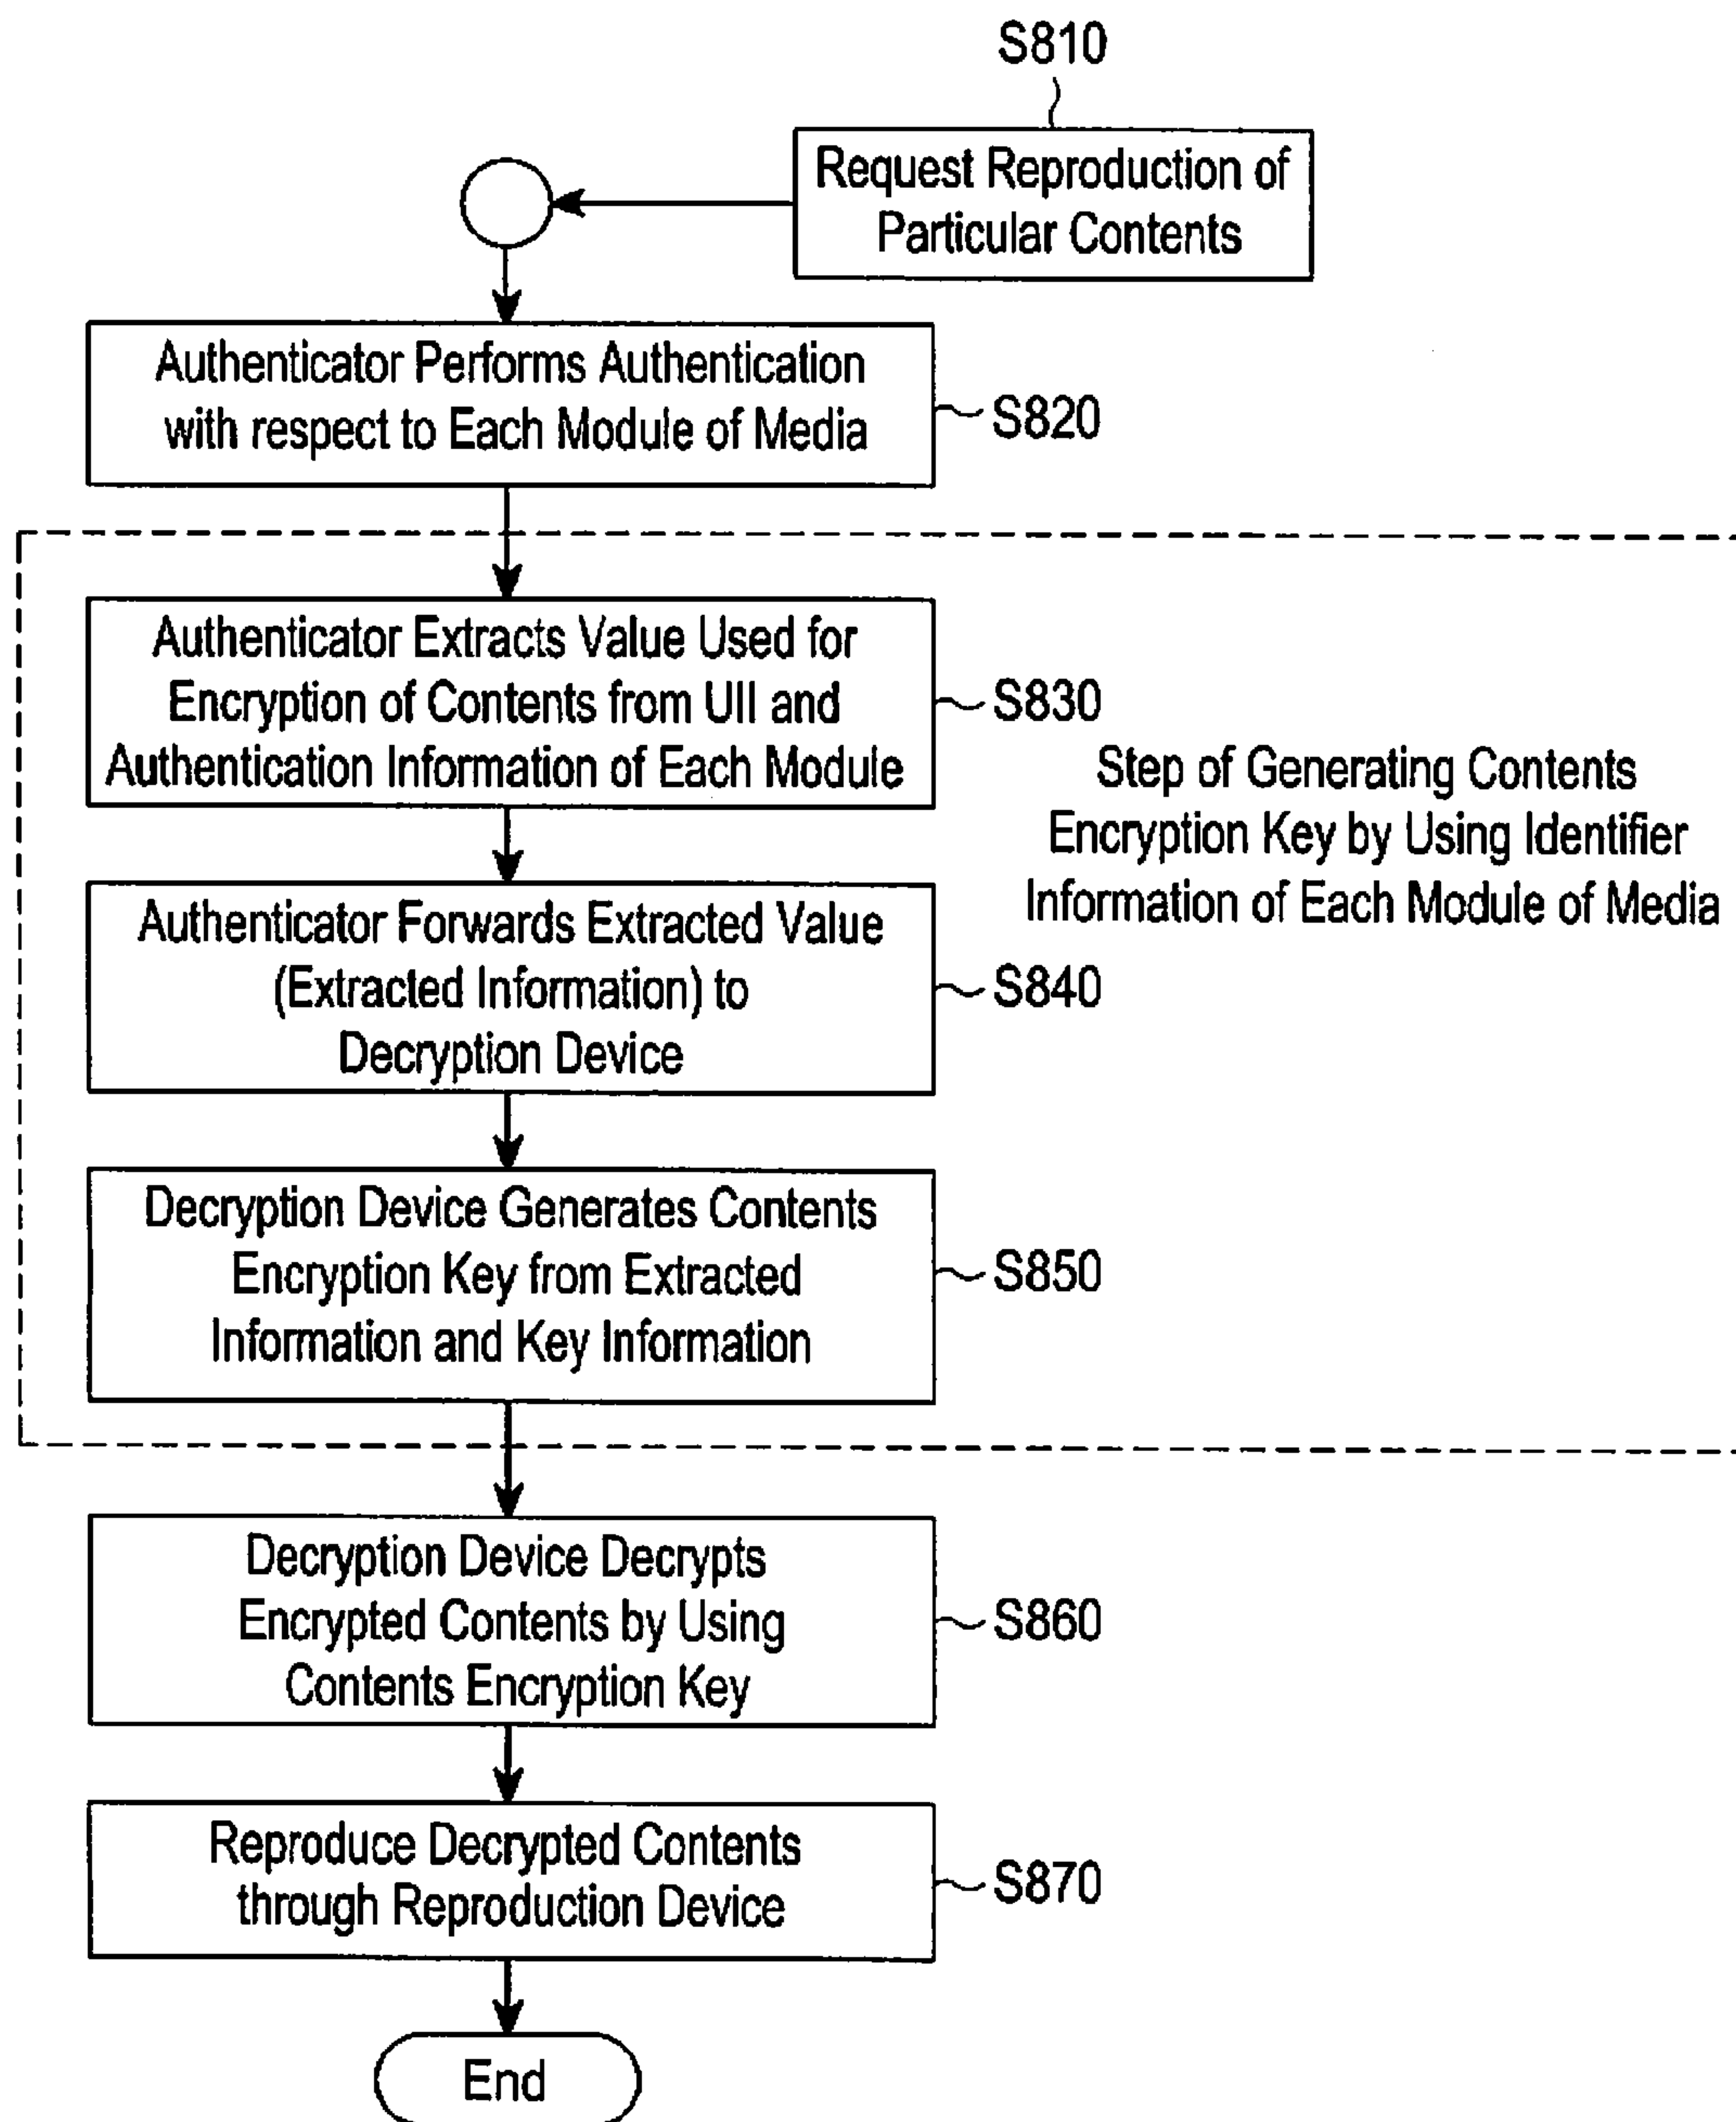 S810
Request Reproduction of
Particular Contents
Authenticator Performs Authentication
with respect to Each Module of Media
S820
Authenticator Extracts Value Used for
Encryption of Contents from UII and
Authentication Information of Each Module
S830
Step of Generating Contents
Encryption Key by Using Identifier
Information of Each Module of Media
Authenticator Forwards Extracted Value
(Extracted Information) to
Decryption Device
S840
Decryption Device Generates Contents
Encryption Key from Extracted
Information and Key Information
S850
Decryption Device Decrypts
Encrypted Contents by Using
Contents Encryption Key
S860
Reproduce Decrypted Contents
through Reproduction Device
S870
End